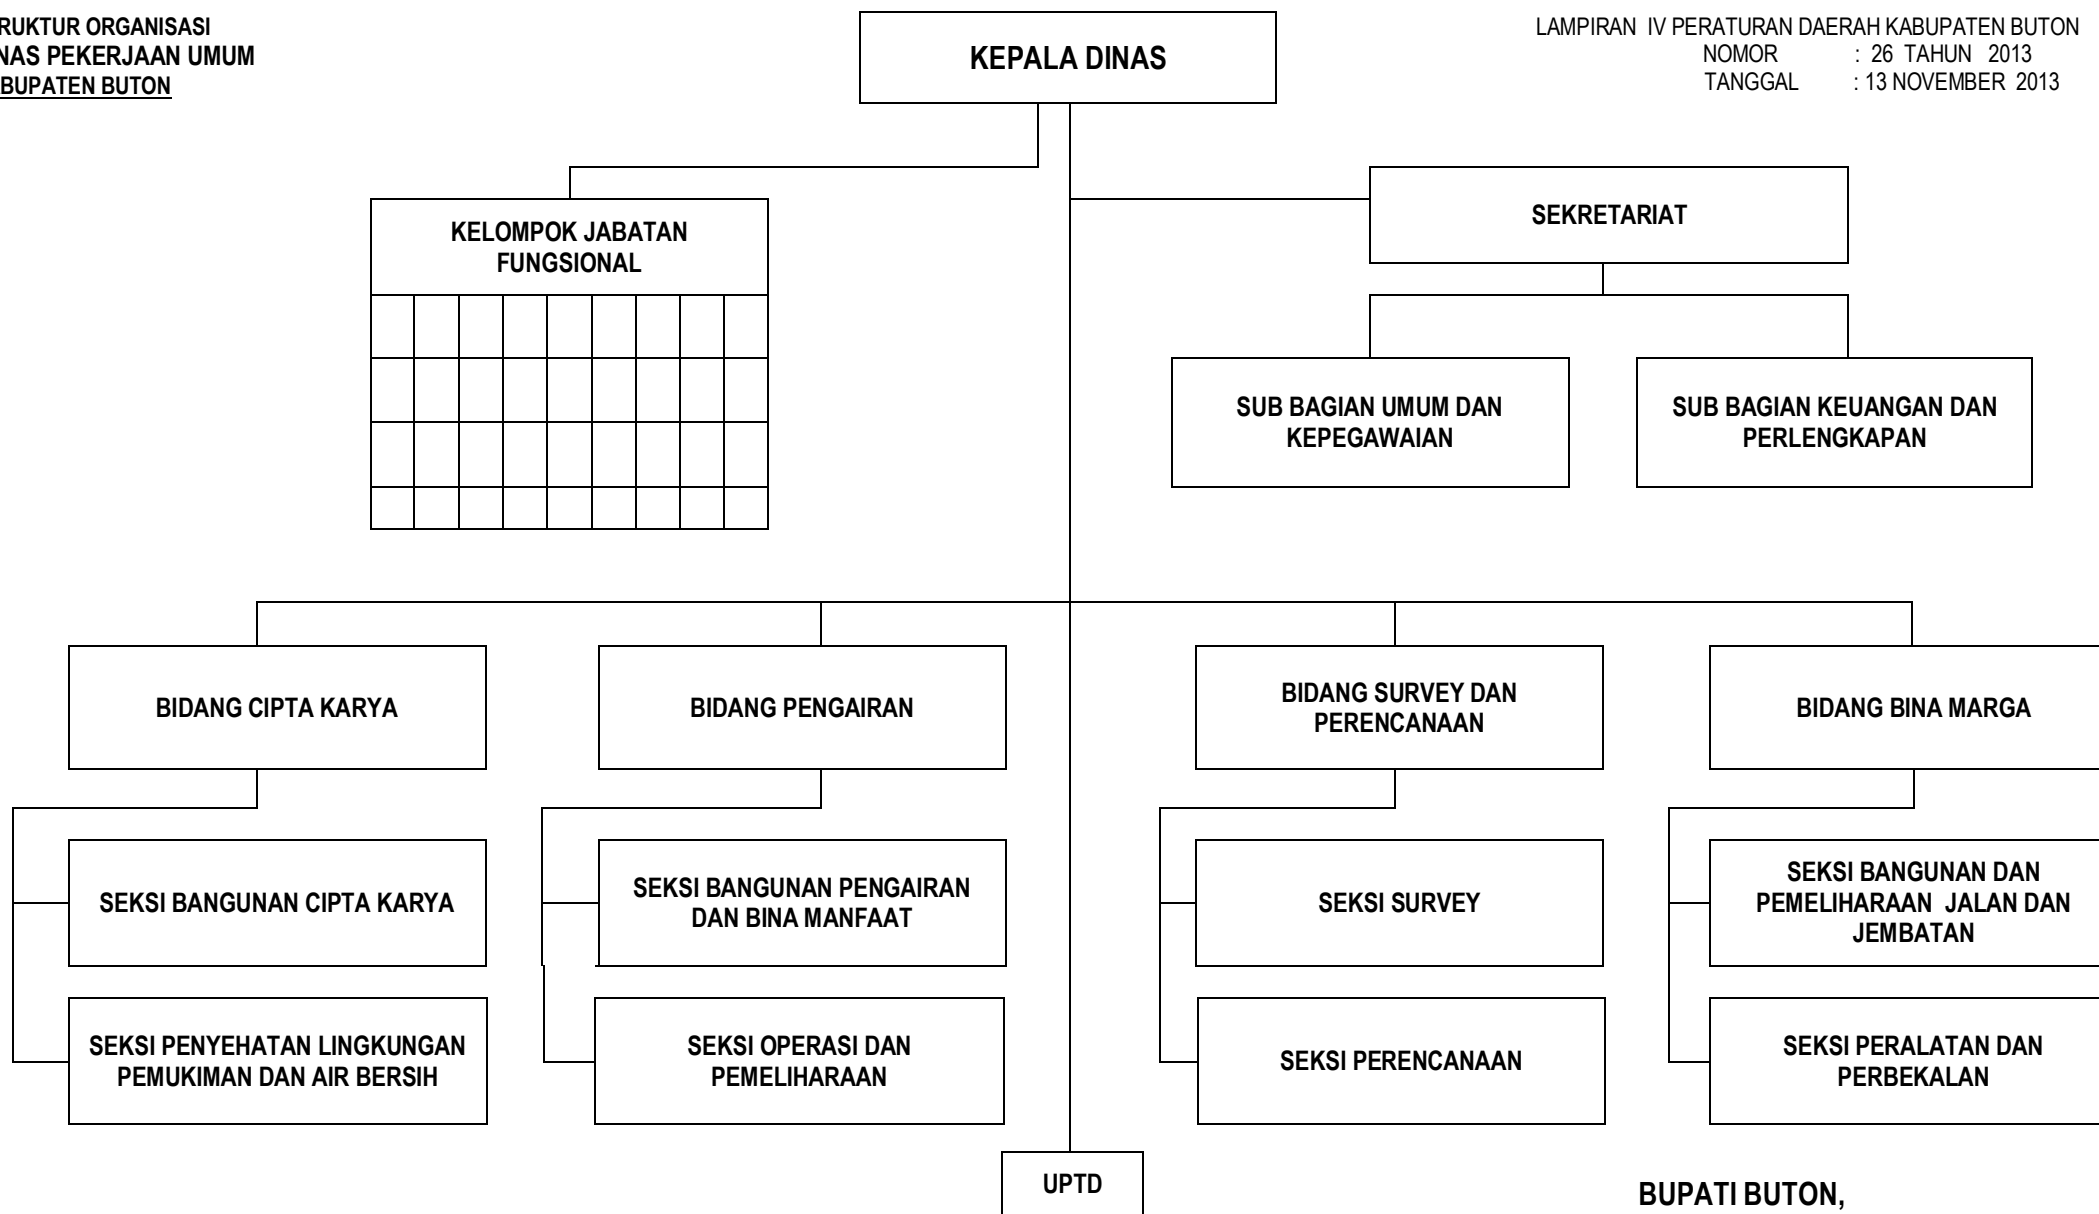 RUKTUR ORGANISASI
NAS PEKERJAAN UMUM
BUPATEN BUTON
KEPALA DINAS
LAMPIRAN IV PERATURAN DAERAH KABUPATEN BUTON
NOMOR : 26 TAHUN 2013
TANGGAL : 13 NOVEMBER 2013
KELOMPOK JABATAN
FUNGSIONAL
SEKRETARIAT
SUB BAGIAN UMUM DAN
KEPEGAWAIAN
SUB BAGIAN KEUANGAN DAN
PERLENGKAPAN
BIDANG CIPTA KARYA
BIDANG PENGAIRAN
BIDANG SURVEY DAN
PERENCANAAN
BIDANG BINA MARGA
SEKSI BANGUNAN CIPTA KARYA
SEKSI BANGUNAN PENGAIRAN
DAN BINA MANFAAT
SEKSI SURVEY
SEKSI BANGUNAN DAN
PEMELIHARAAN JALAN DAN
JEMBATAN
SEKSI PENYEHATAN LINGKUNGAN
PEMUKIMAN DAN AIR BERSIH
SEKSI OPERASI DAN
PEMELIHARAAN
SEKSI PERENCANAAN
SEKSI PERALATAN DAN
PERBEKALAN
UPTD
BUPATI BUTON,